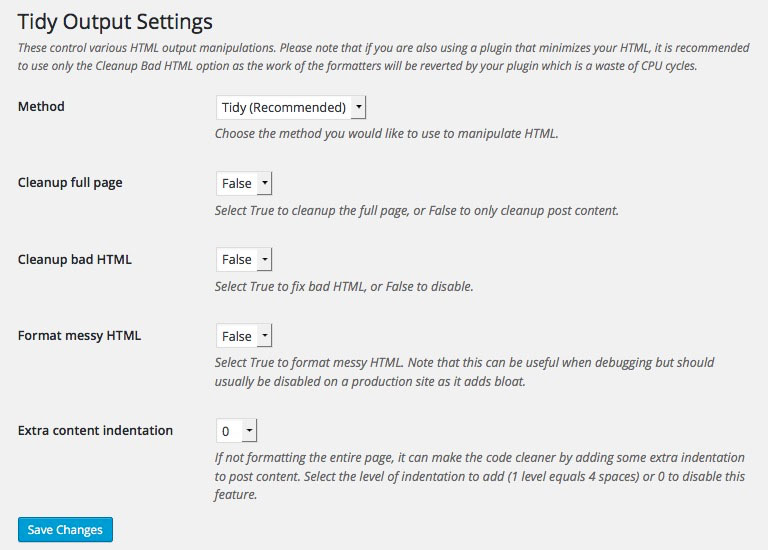 Tidy Output Settings
These control various HTML output manipulations. Please note that if you are also using a plugin that minimizes your HTML, it is recommended
to use only the Cleanup Bad HTML option as the work of the formatters will be reverted by your plugin which is a waste of CPU cycles.
Method
Tidy (Recommended)
Choose the method you would like to use to manipulate HTML.
Cleanup full page
False
Select True to cleanup the full page, or False to only cleanup post content.
Cleanup bad HTML
False
Select True to fix bad HTML, or False to disable.
Format messy HTML
False
Select True to format messy HTML. Note that this can be useful when debugging but should
usually be disabled on a production site as it adds bloat.
Extra content indentation
0
If not formatting the entire page, it can make the code cleaner by adding some extra indentation
to post content. Select the level of indentation to add (1 level equals 4 spaces) or 0 to disable this
feature.
Save Changes